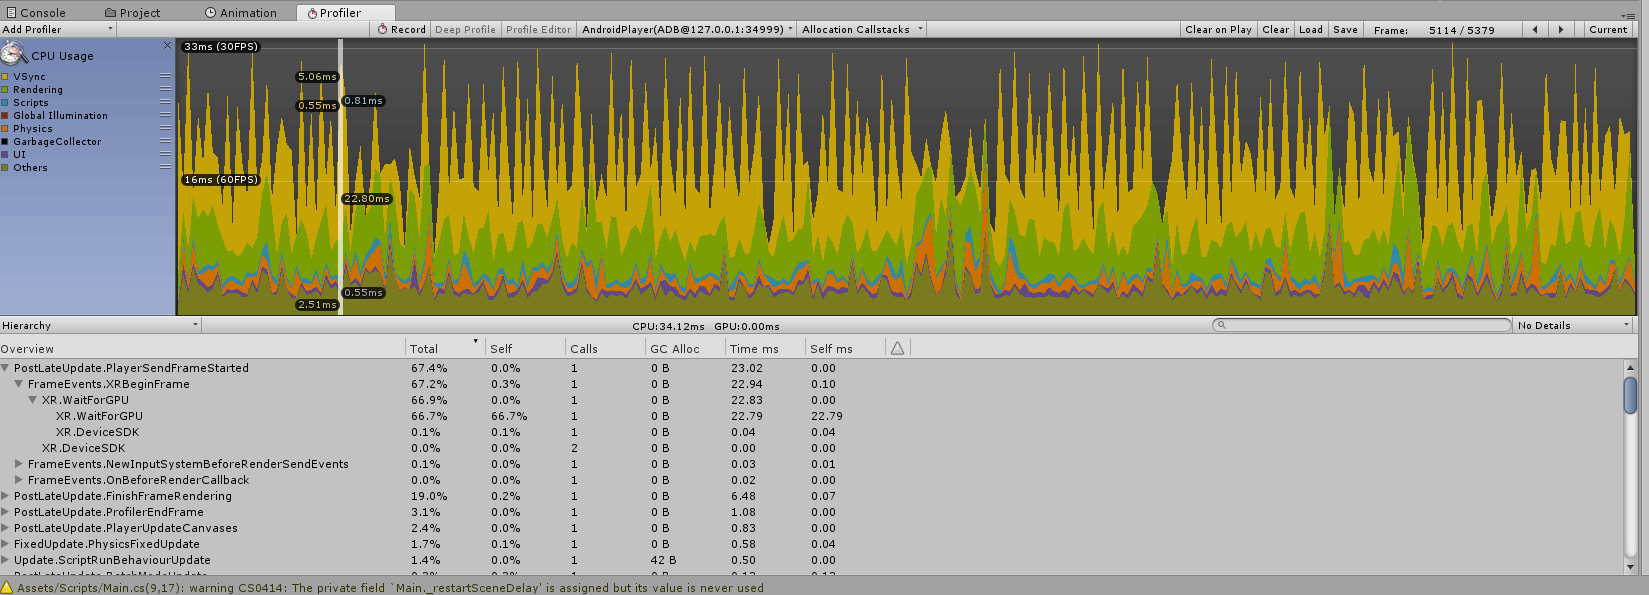 Console Project Animation Profiler
Add Profiler Record Deep Profile Profile Editor AndroidPlayer(ADB@127.0.0.1:34999) Allocation Callstacks Clear on Play Clear Load Save Frame: 5114 / 5379 Current
CPU Usage
VSync
Rendering
Scripts
Global Illumination
Physics
GarbageCollector
UI
Others
33ms (30FPS)
5.06ms
0.55ms 0.81ms
16ms (60FPS)
22.80ms
0.55ms
2.51ms
Hierarchy CPU:34.12ms GPU:0.00ms No Details
Overview Total Self Calls GC Alloc Time ms Self ms
PostLateUpdate.PlayerSendFrameStarted 67.4% 0.0% 1 0 B 23.02 0.00
FrameEvents.XRBeginFrame 67.2% 0.3% 1 0 B 22.94 0.10
XR.WaitForGPU 66.9% 0.0% 1 0 B 22.83 0.00
XR.WaitForGPU 66.7% 66.7% 1 0 B 22.79 22.79
XR.DeviceSDK 0.1% 0.1% 1 0 B 0.04 0.04
XR.DeviceSDK 0.0% 0.0% 2 0 B 0.00 0.00
FrameEvents.NewInputSystemBeforeRenderSendEvents 0.1% 0.0% 1 0 B 0.03 0.01
FrameEvents.OnBeforeRenderCallback 0.0% 0.0% 1 0 B 0.02 0.00
PostLateUpdate.FinishFrameRendering 19.0% 0.2% 1 0 B 6.48 0.07
PostLateUpdate.ProfilerEndFrame 3.1% 0.0% 1 0 B 1.08 0.00
PostLateUpdate.PlayerUpdateCanvases 2.4% 0.0% 1 0 B 0.83 0.00
FixedUpdate.PhysicsFixedUpdate 1.7% 0.1% 1 0 B 0.58 0.04
Update.ScriptRunBehaviourUpdate 1.4% 0.0% 1 42 B 0.50 0.00
Assets/Scripts/Main.cs(9,17): warning CS0414: The private field `Main._restartSceneDelay' is assigned but its value is never used